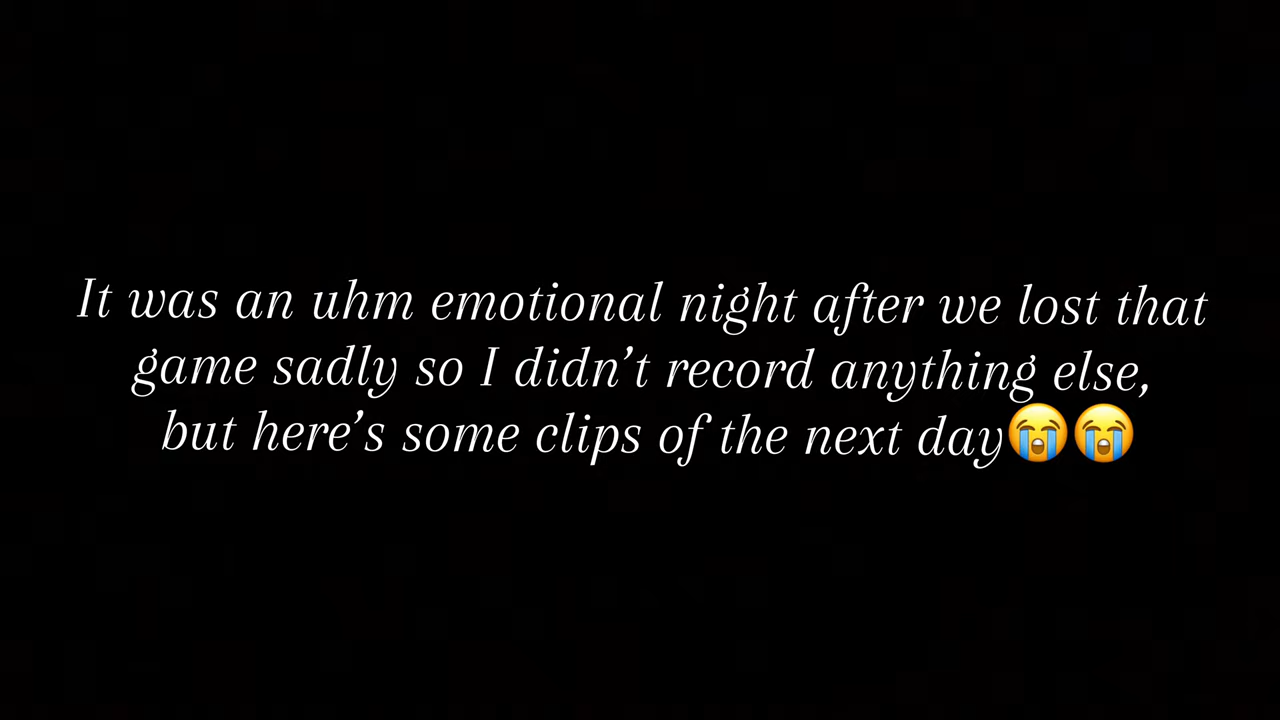 It was an uhm emotional night after we lost that
game sadly so I didn’t record anything else,
but here’s some clips of the next day😭😭